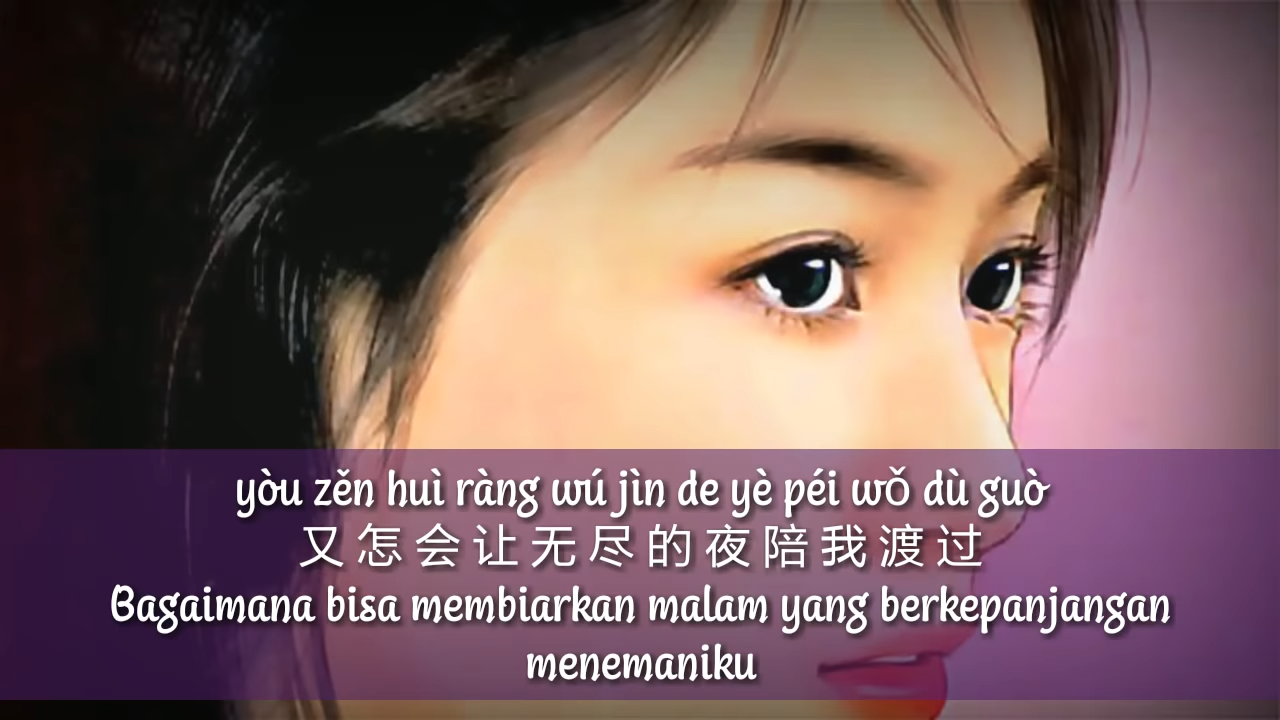 yòu zěn huì ràng wú jìn de yè péi wǒ dù guò
又怎会让无尽的夜陪我渡过
Bagaimana bisa membiarkan malam yang berkepanjangan
menemaniku